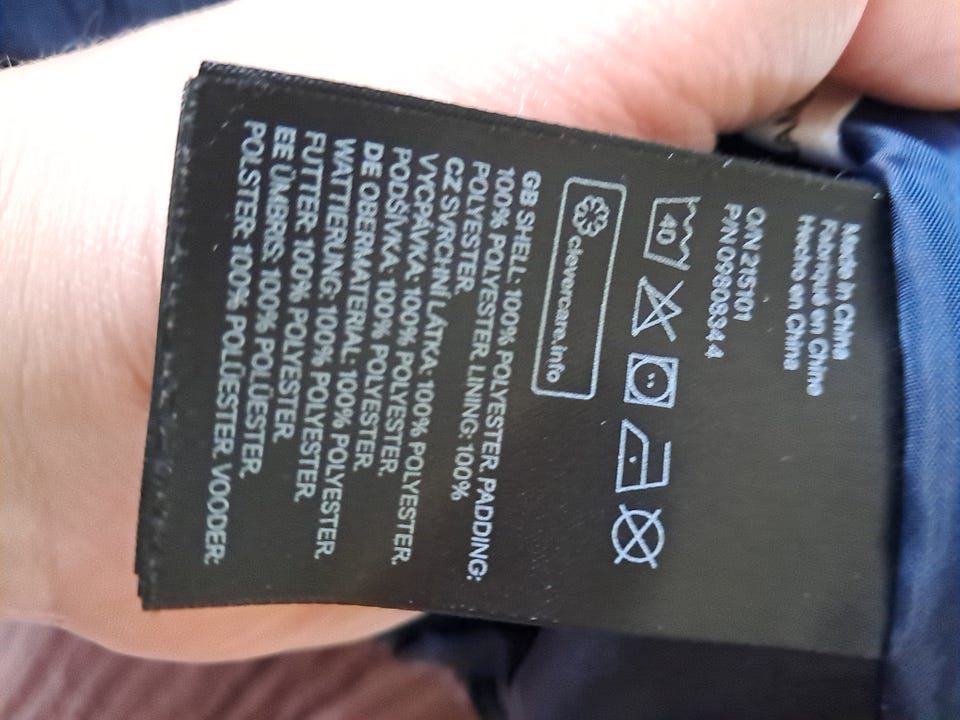 Made in China
Fabriqué en Chine
Hecho en China
O/N 215101
P/N 0980834 4
40
clevercare.info
GB SHELL: 100% POLYESTER. PADDING:
100% POLYESTER. LINING: 100%
POLYESTER.
CZ SVRCHNÍ LÁTKA: 100% POLYESTER.
VYCPÁVKA: 100% POLYESTER.
PODŠÍVKA: 100% POLYESTER.
DE OBERMATERIAL: 100% POLYESTER.
WATTIERUNG: 100% POLYESTER.
FUTTER: 100% POLYESTER.
EE ÜMBRIS: 100% POLÜESTER.
POLSTER: 100% POLÜESTER. VOODER: